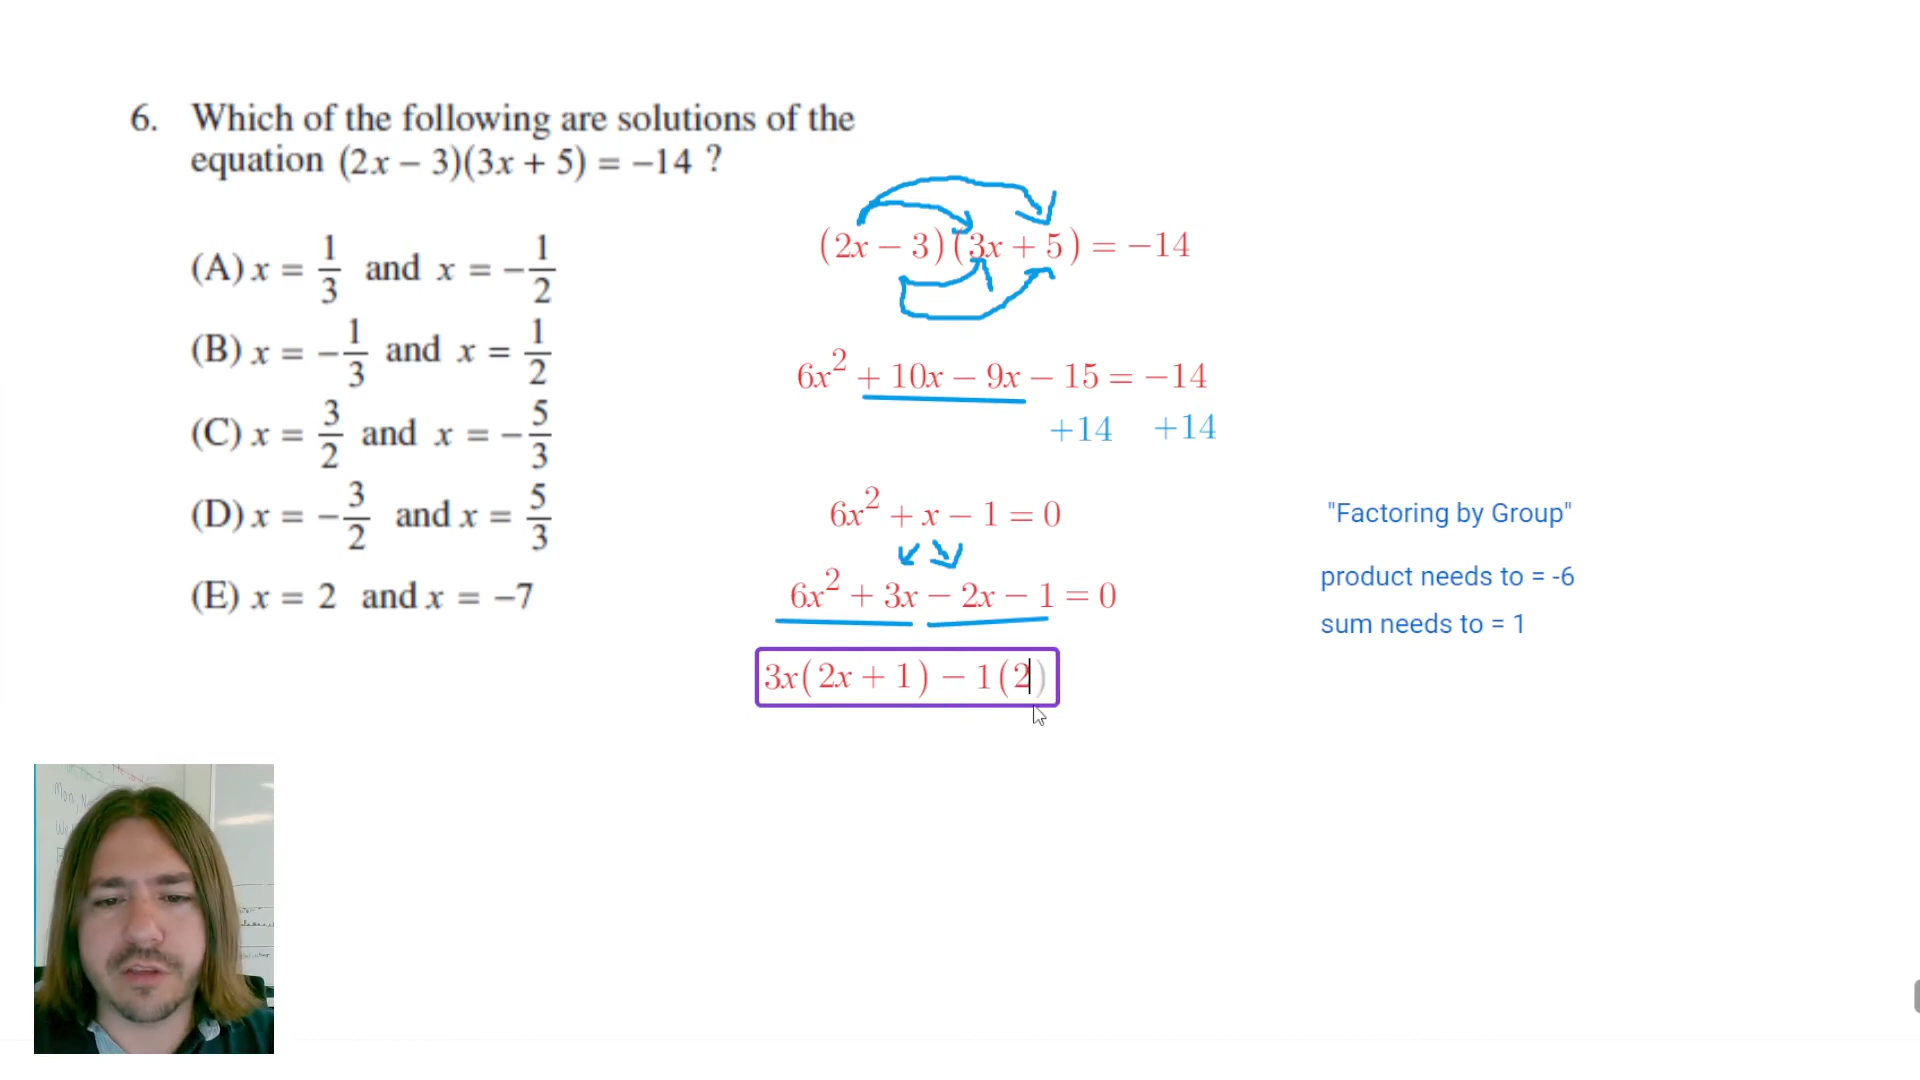 6. Which of the following are solutions of the
equation (2x − 3)(3x + 5) = −14 ?
(A) x = 1/3 and x = −1/2
(B) x = −1/3 and x = 1/2
(C) x = 3/2 and x = −5/3
(D) x = −3/2 and x = 5/3
(E) x = 2 and x = −7
(2x − 3)(3x + 5) = −14
6x² + 10x − 9x − 15 = −14
+14 +14
6x² + x − 1 = 0
6x² + 3x − 2x − 1 = 0
3x(2x + 1) − 1(2)
"Factoring by Group"
product needs to = -6
sum needs to = 1